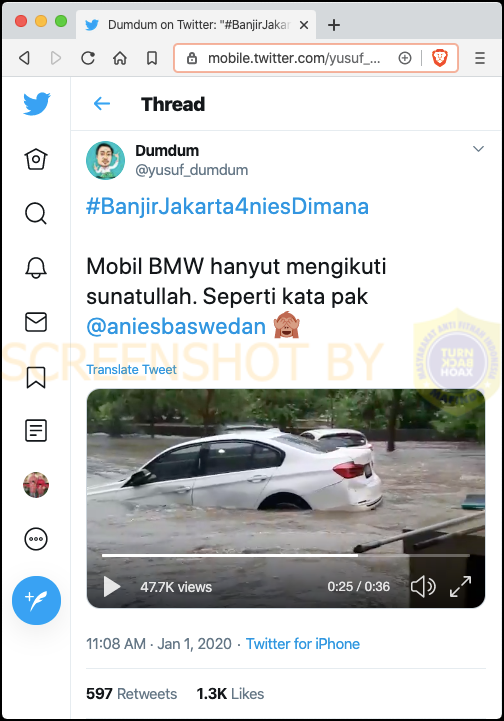 Dumdum on Twitter: "#BanjirJakar
mobile.twitter.com/yusuf_...
Thread
Dumdum
@yusuf_dumdum
#BanjirJakarta4niesDimana
Mobil BMW hanyut mengikuti
sunatullah. Seperti kata pak
@aniesbaswedan
SCREENSHOT BY
MASYARAKAT ANTI FITNAH INDONESIA
TURN
BACK
HOAX
Translate Tweet
47.7K views
0:25 / 0:36
11:08 AM · Jan 1, 2020 · Twitter for iPhone
597 Retweets 1.3K Likes